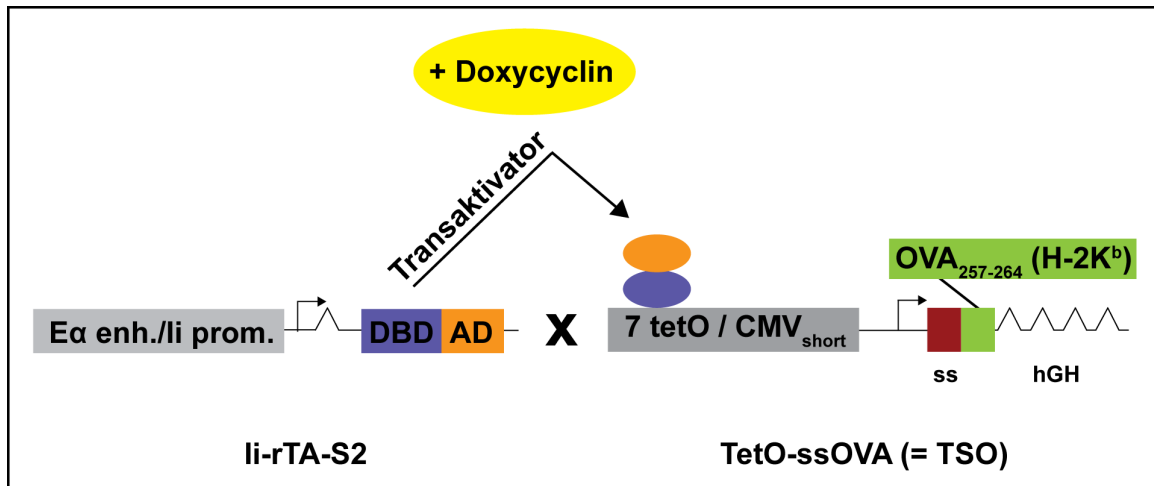 + Doxycyclin
Transaktivator
OVA257-264 (H-2Kb)
Eα enh./Ii prom.
DBD AD
X
7 tetO / CMVshort
ss
hGH
Ii-rTA-S2
TetO-ssOVA (= TSO)